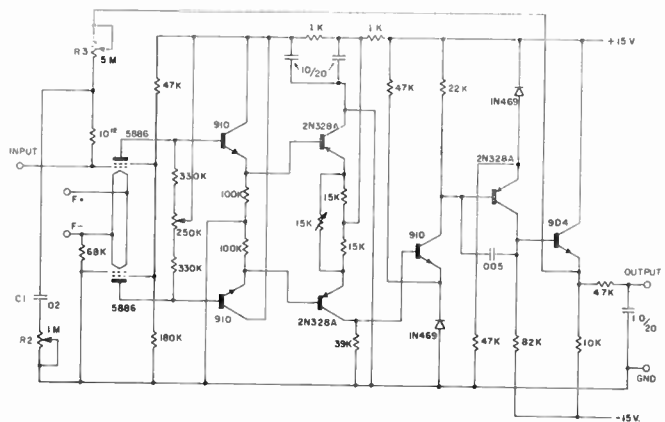 1K
1K
+15V.
R3
5M
10/20
47K
47K
22K
1N469
910
2N328A
2N328A
10¹²
5886
INPUT
330K
100K
15K
910
904
F+
250K
15K
F-
100K
15K
.005
68K
330K
OUTPUT
47K
C1
.02
5886
910
2N328A
1N469
10/20
1M
R2
180K
39K
47K
82K
10K
GND
-15V.